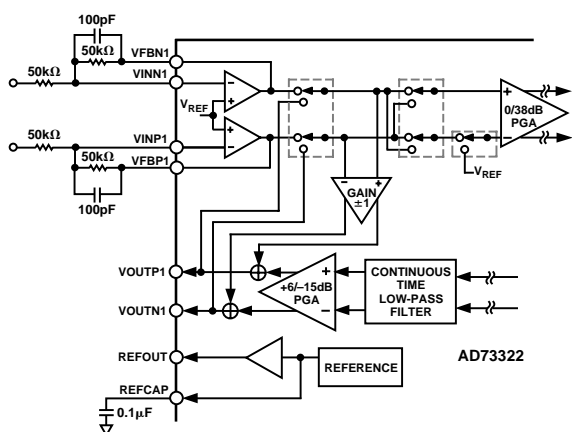 100pF
50kΩ
VFBN1
50kΩ
VINN1
VREF
0/38dB
PGA
50kΩ
VINP1
50kΩ
VFBP1
100pF
VREF
GAIN
±1
VOUTP1
+6/–15dB
PGA
CONTINUOUS
TIME
LOW-PASS
FILTER
VOUTN1
REFOUT
REFERENCE
AD73322
REFCAP
0.1μF